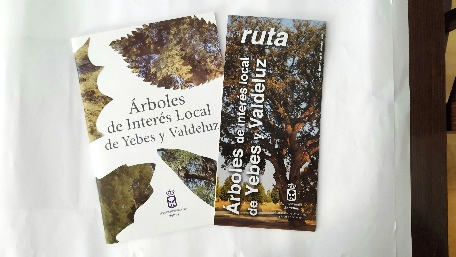 Árboles
de Interés Local
de Yebes y Valdeluz
ruta
Árboles de interés local
de Yebes y Valdeluz